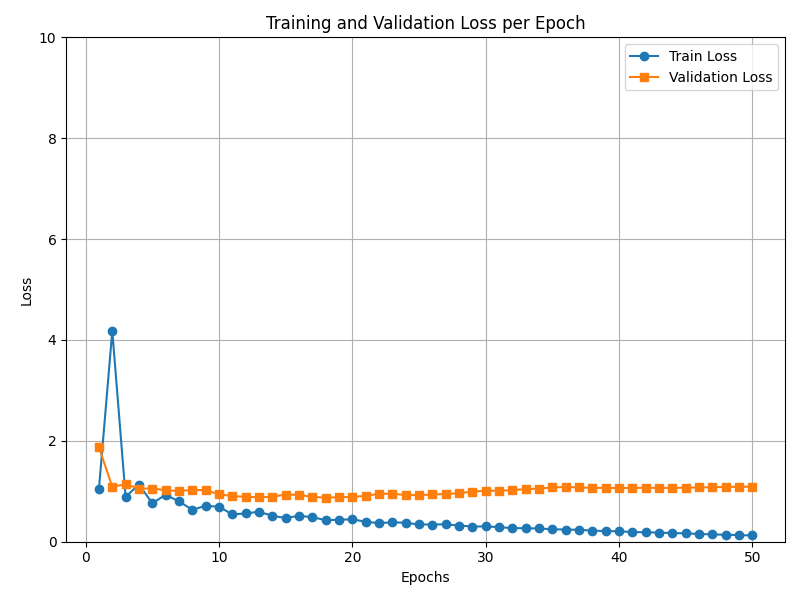 Training and Validation Loss per Epoch
10
8
6
4
2
0
Loss
Train Loss
Validation Loss
0 10 20 30 40 50
Epochs